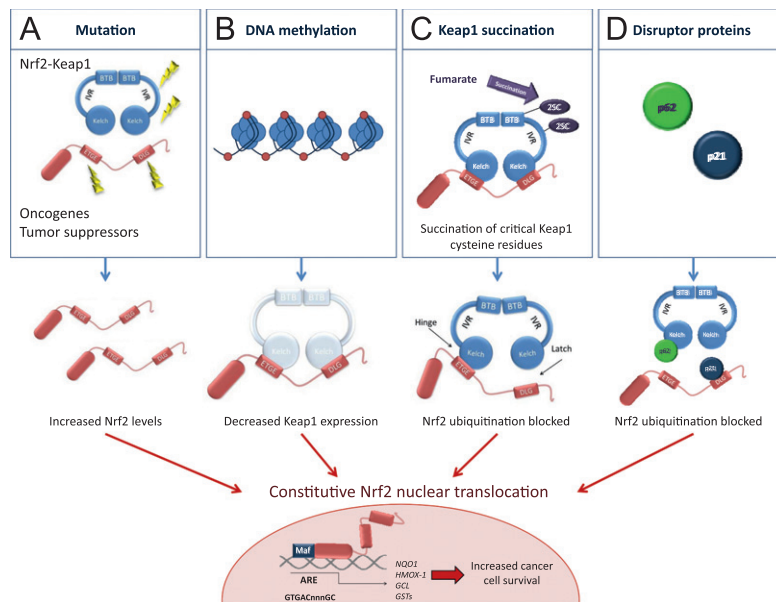 A Mutation
Nrf2-Keap1
BTB BTB
IVR IVR
Kelch Kelch
ETGE DLG
Oncogenes
Tumor suppressors
B DNA methylation
C Keap1 succination
Fumarate
Succination
2SC
2SC
BTB BTB
IVR IVR
Kelch Kelch
ETGE DLG
Succination of critical Keap1
cysteine residues
D Disruptor proteins
p62
p21
ETGE DLG
ETGE DLG
Increased Nrf2 levels
BTB BTB
IVR IVR
Kelch Kelch
ETGE DLG
Decreased Keap1 expression
BTB BTB
IVR IVR
Hinge
Kelch Kelch
Latch
ETGE
DLG
Nrf2 ubiquitination blocked
BTB BTB
IVR IVR
Kelch Kelch
p62
p21
ETGE DLG
Nrf2 ubiquitination blocked
Constitutive Nrf2 nuclear translocation
Maf
ARE
GTGACnnnGC
NQO1
HMOX-1
GCL
GSTs
Increased cancer
cell survival